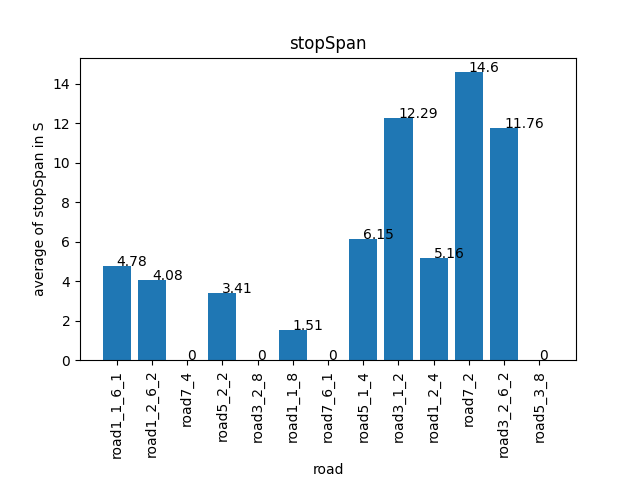 stopSpan
average of stopSpan in S
14
12
10
8
6
4
2
0
4.78
4.08
0
3.41
0
1.51
0
6.15
12.29
5.16
14.6
11.76
0
road1_1_6_1
road1_2_6_2
road7_4
road5_2_2
road3_2_8
road1_1_8
road7_6_1
road5_1_4
road3_1_2
road1_2_4
road7_2
road3_2_6_2
road5_3_8
road